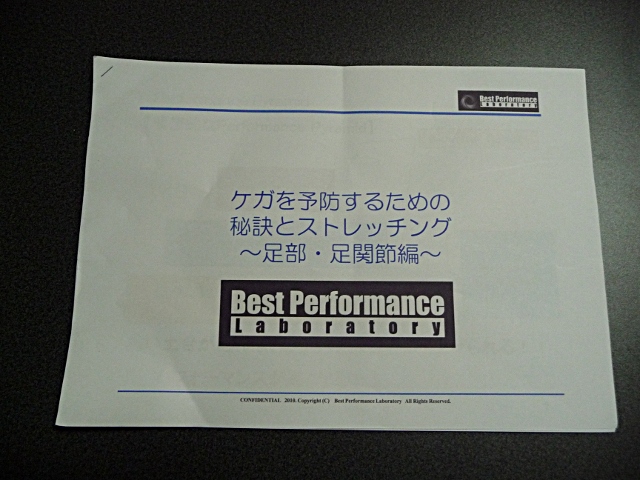 Best Performance
Laboratory
ケガを予防するための
秘訣とストレッチング
～足部・足関節編～
Best Performance
Laboratory
CONFIDENTIAL 2010. Copyright (C) Best Performance Laboratory All Rights Reserved.